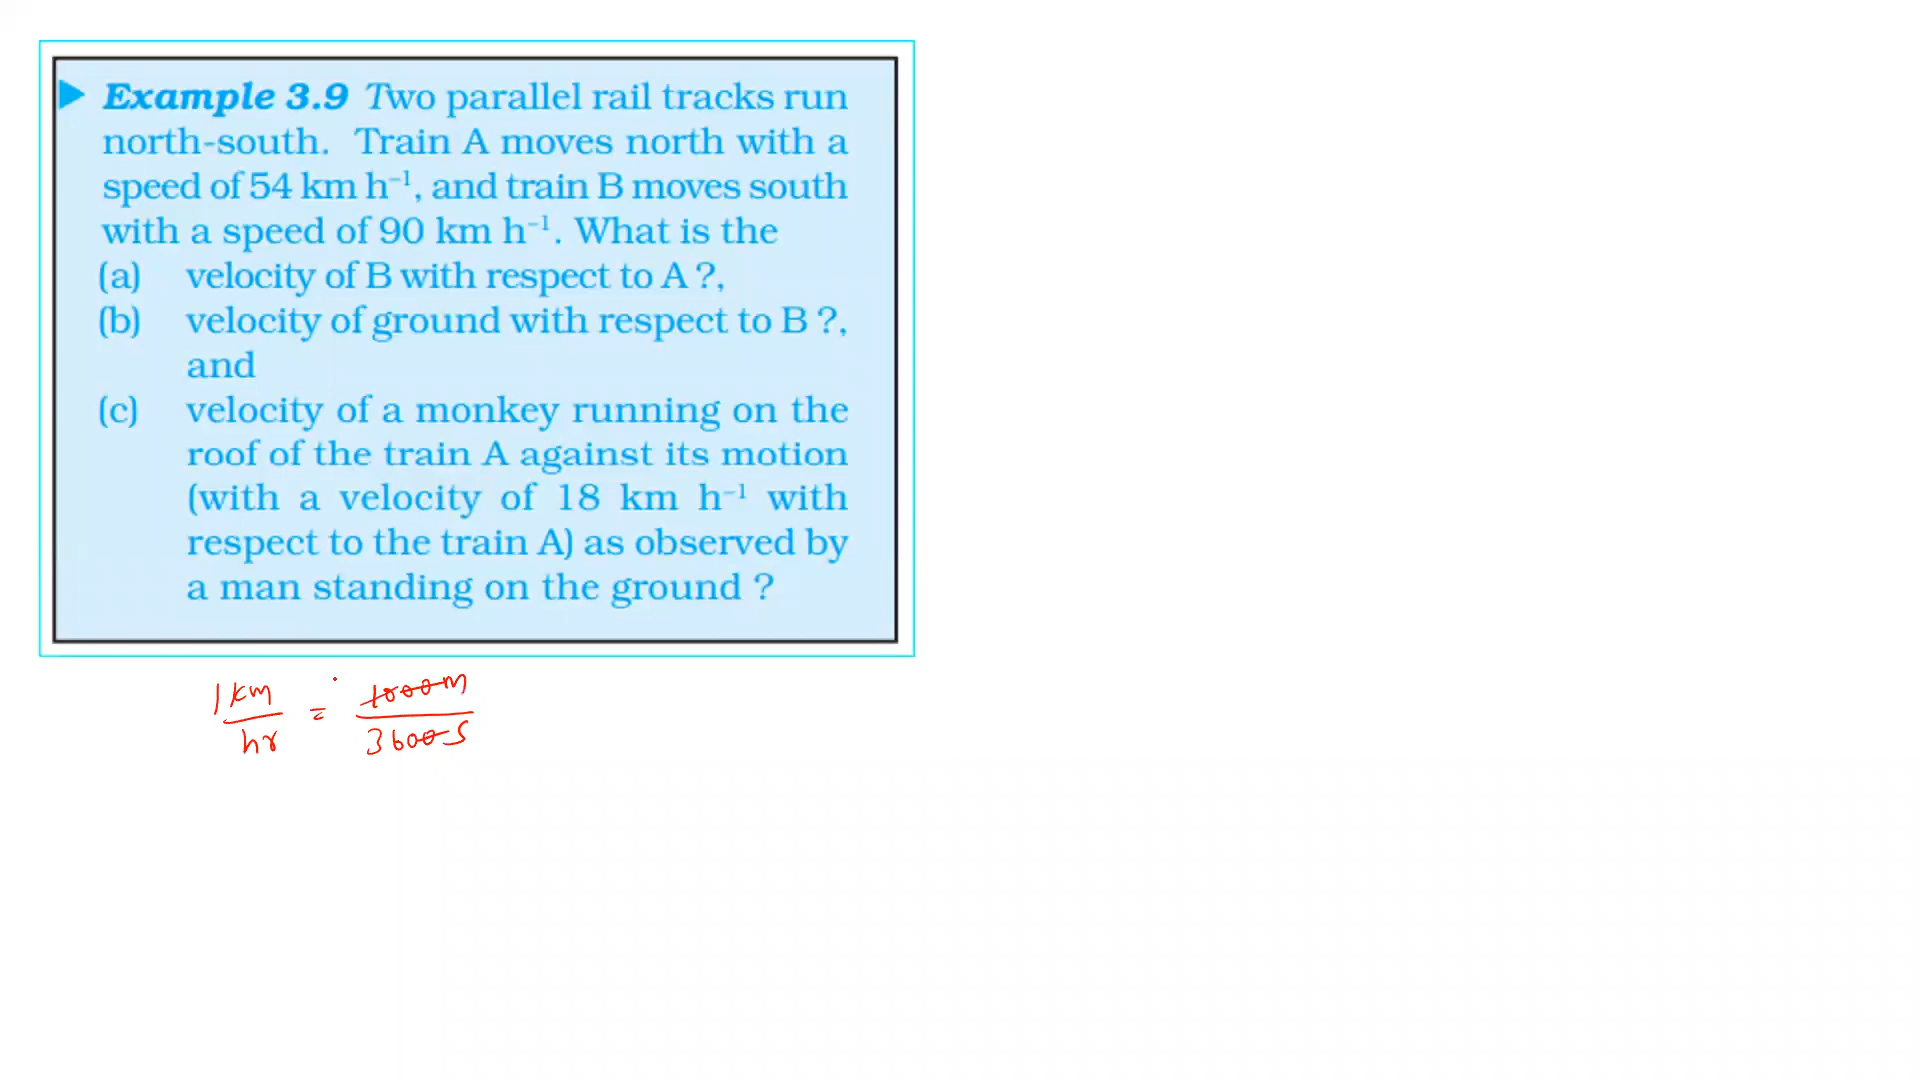 Example 3.9 Two parallel rail tracks run
north-south. Train A moves north with a
speed of 54 km h⁻¹, and train B moves south
with a speed of 90 km h⁻¹. What is the
(a) velocity of B with respect to A ?,
(b) velocity of ground with respect to B ?,
and
(c) velocity of a monkey running on the
roof of the train A against its motion
(with a velocity of 18 km h⁻¹ with
respect to the train A) as observed by
a man standing on the ground ?
1 km = 1000 m
hr 3600 s